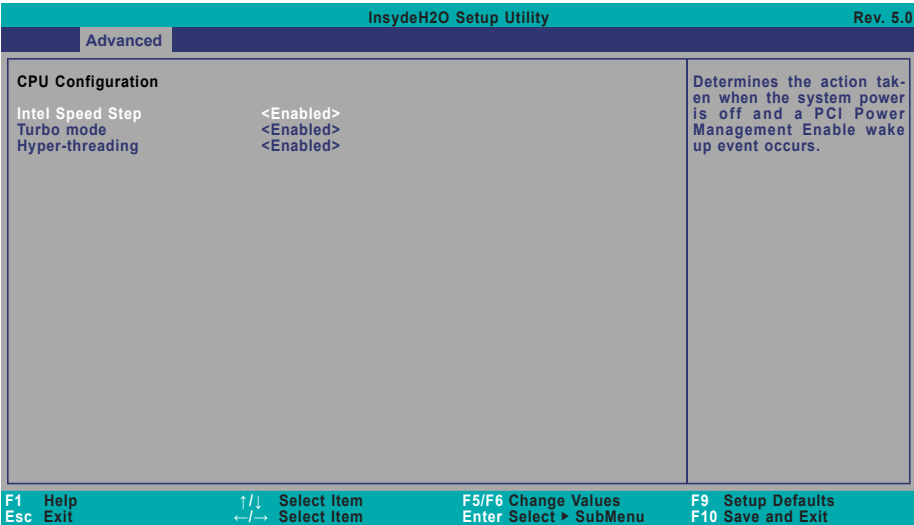 InsydeH2O Setup Utility Rev. 5.0
Advanced
CPU Configuration
Intel Speed Step <Enabled>
Turbo mode <Enabled>
Hyper-threading <Enabled>
Determines the action tak-
en when the system power
is off and a PCI Power
Management Enable wake
up event occurs.
F1 Help ↑/↓ Select Item F5/F6 Change Values F9 Setup Defaults
Esc Exit ←/→ Select Item Enter Select ▶ SubMenu F10 Save and Exit